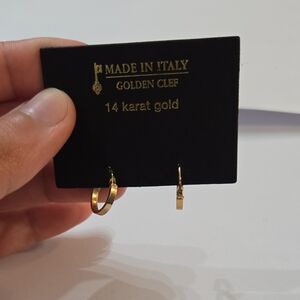 MADE IN ITALY
GOLDEN CLEF
14 karat gold